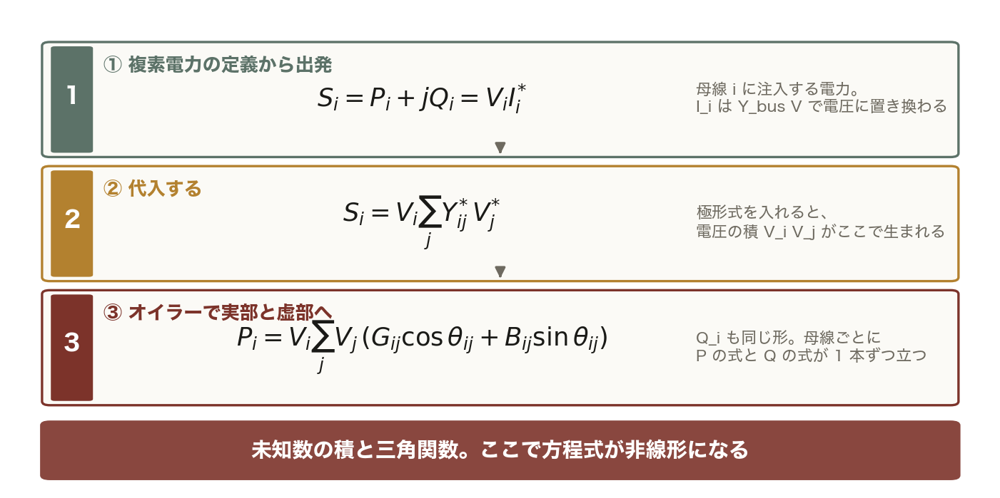 1
① 複素電力の定義から出発
S_i = P_i + jQ_i = V_i I_i^*
母線 i に注入する電力。
I_i は Y_bus V で電圧に置き換わる
2
② 代入する
S_i = V_i ∑_j Y_{ij}^* V_j^*
極形式を入れると、
電圧の積 V_i V_j がここで生まれる
3
③ オイラーで実部と虚部へ
P_i = V_i ∑_j V_j (G_{ij} cos θ_{ij} + B_{ij} sin θ_{ij})
Q_i も同じ形。母線ごとに
P の式と Q の式が 1 本ずつ立つ
未知数の積と三角関数。ここで方程式が非線形になる